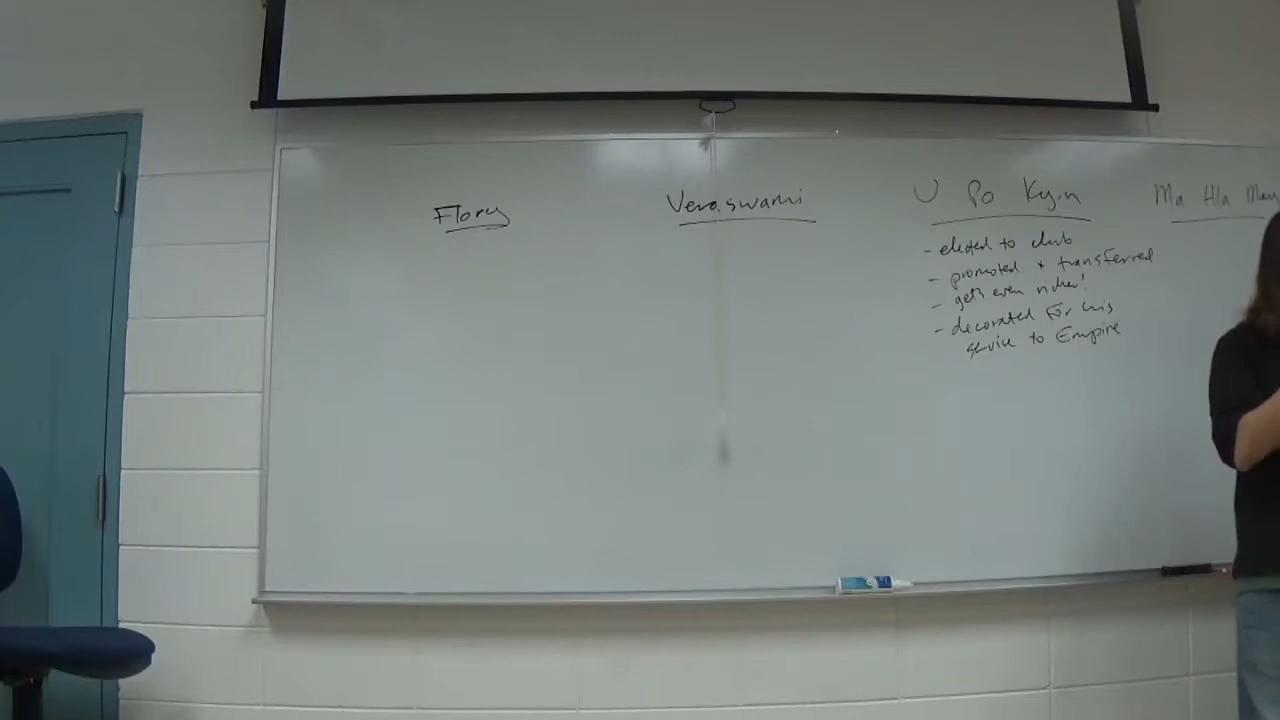 Flory
Veraswami
U Po Kyin
- elected to club
- promoted + transferred
- gets even richer!
- decorated for his
service to Empire
Ma Hla May